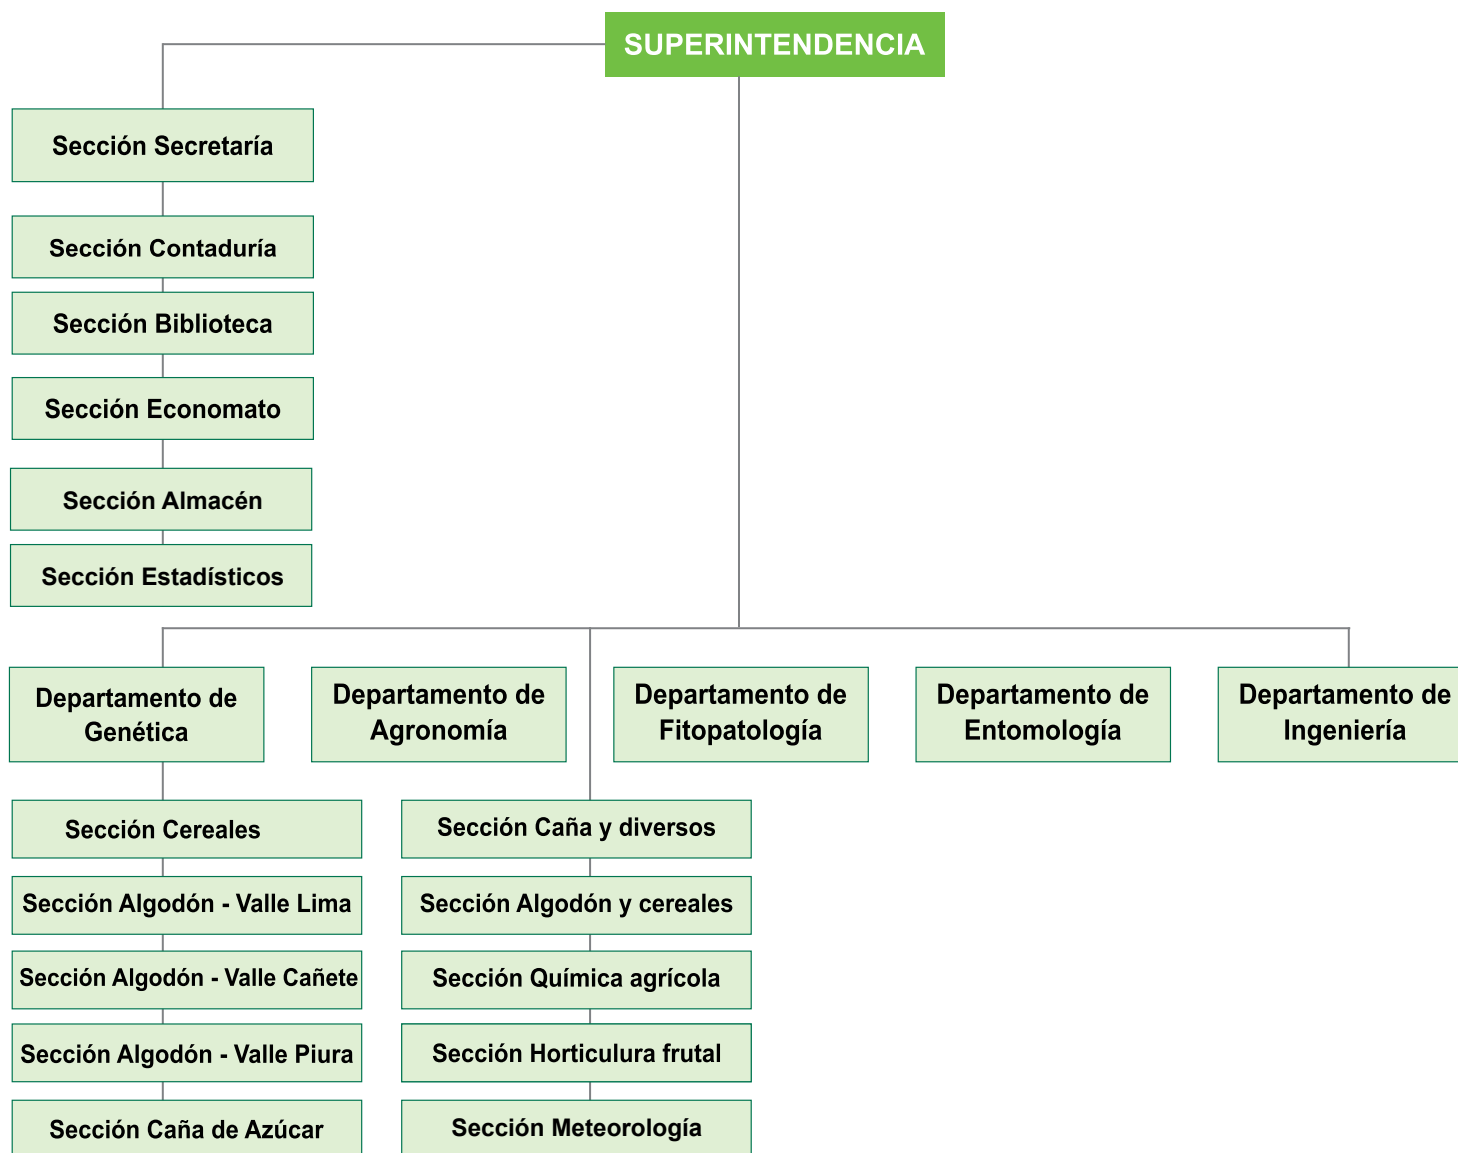 SUPERINTENDENCIA
Sección Secretaría
Sección Contaduría
Sección Biblioteca
Sección Economato
Sección Almacén
Sección Estadísticos
Departamento de
Genética
Departamento de
Agronomía
Departamento de
Fitopatología
Departamento de
Entomología
Departamento de
Ingeniería
Sección Cereales
Sección Algodón - Valle Lima
Sección Algodón - Valle Cañete
Sección Algodón - Valle Piura
Sección Caña de Azúcar
Sección Caña y diversos
Sección Algodón y cereales
Sección Química agrícola
Sección Horticulura frutal
Sección Meteorología